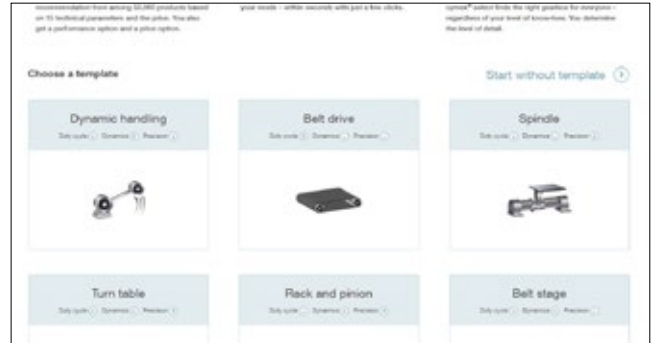 recommendation from among products based
on 15 technical parameters and the price. You also
get a performance option and a price option.
your needs – within seconds with just a few clicks.
cymex® select finds the right gearbox for everyone –
regardless of your level of know-how. You determine
the level of detail.
Choose a template
Start without template
Dynamic handling
Duty cycle Dynamics Precision
Belt drive
Duty cycle Dynamics Precision
Spindle
Duty cycle Dynamics Precision
Turn table
Duty cycle Dynamics Precision
Rack and pinion
Duty cycle Dynamics Precision
Belt stage
Duty cycle Dynamics Precision